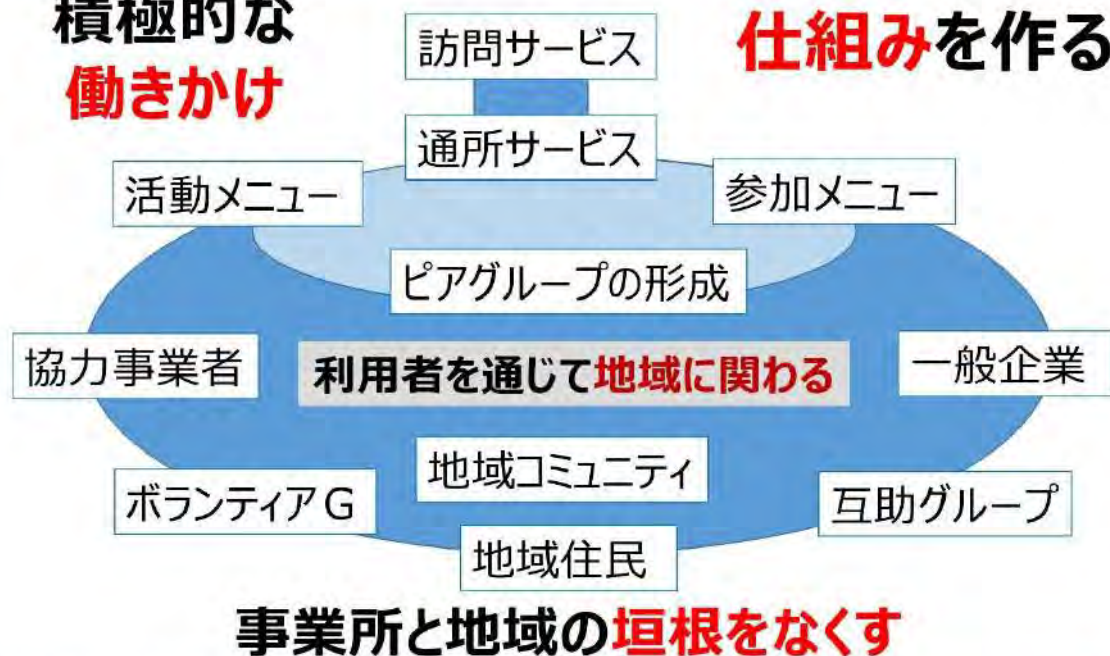 積極的な
働きかけ
仕組みを作る
訪問サービス
通所サービス
活動メニュー
参加メニュー
ピアグループの形成
協力事業者
利用者を通じて地域に関わる
一般企業
地域コミュニティ
ボランティアG
互助グループ
地域住民
事業所と地域の垣根をなくす